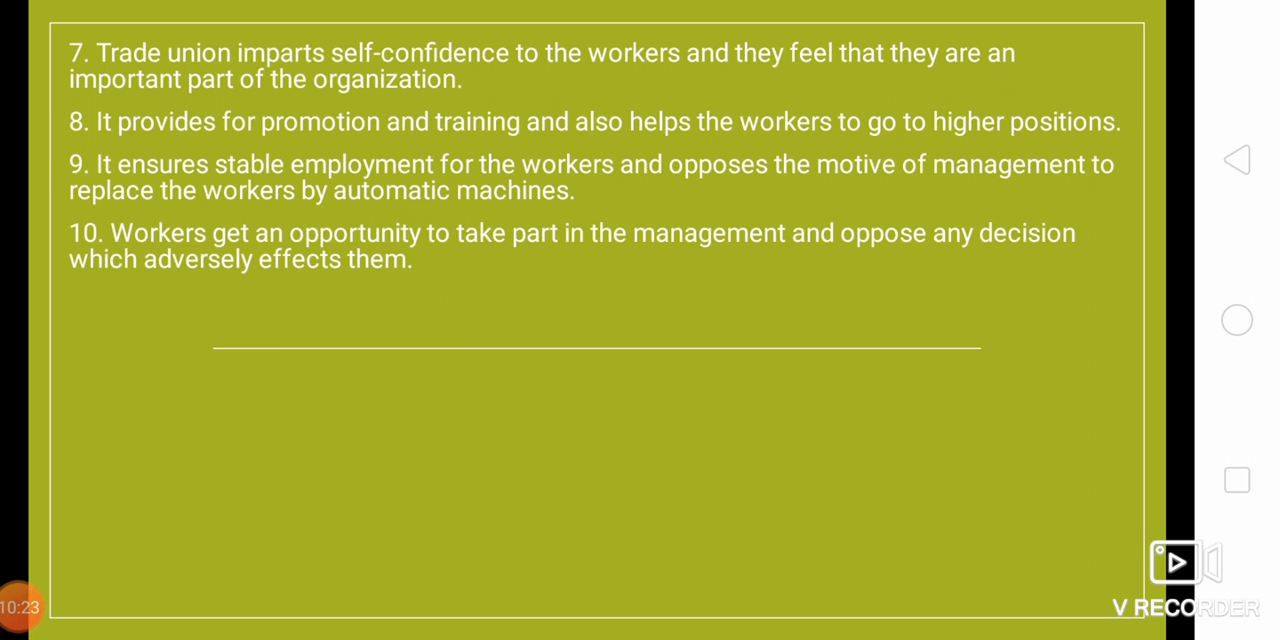 7. Trade union imparts self-confidence to the workers and they feel that they are an
important part of the organization.
8. It provides for promotion and training and also helps the workers to go to higher positions.
9. It ensures stable employment for the workers and opposes the motive of management to
replace the workers by automatic machines.
10. Workers get an opportunity to take part in the management and oppose any decision
which adversely effects them.
10:23
V RECORDER